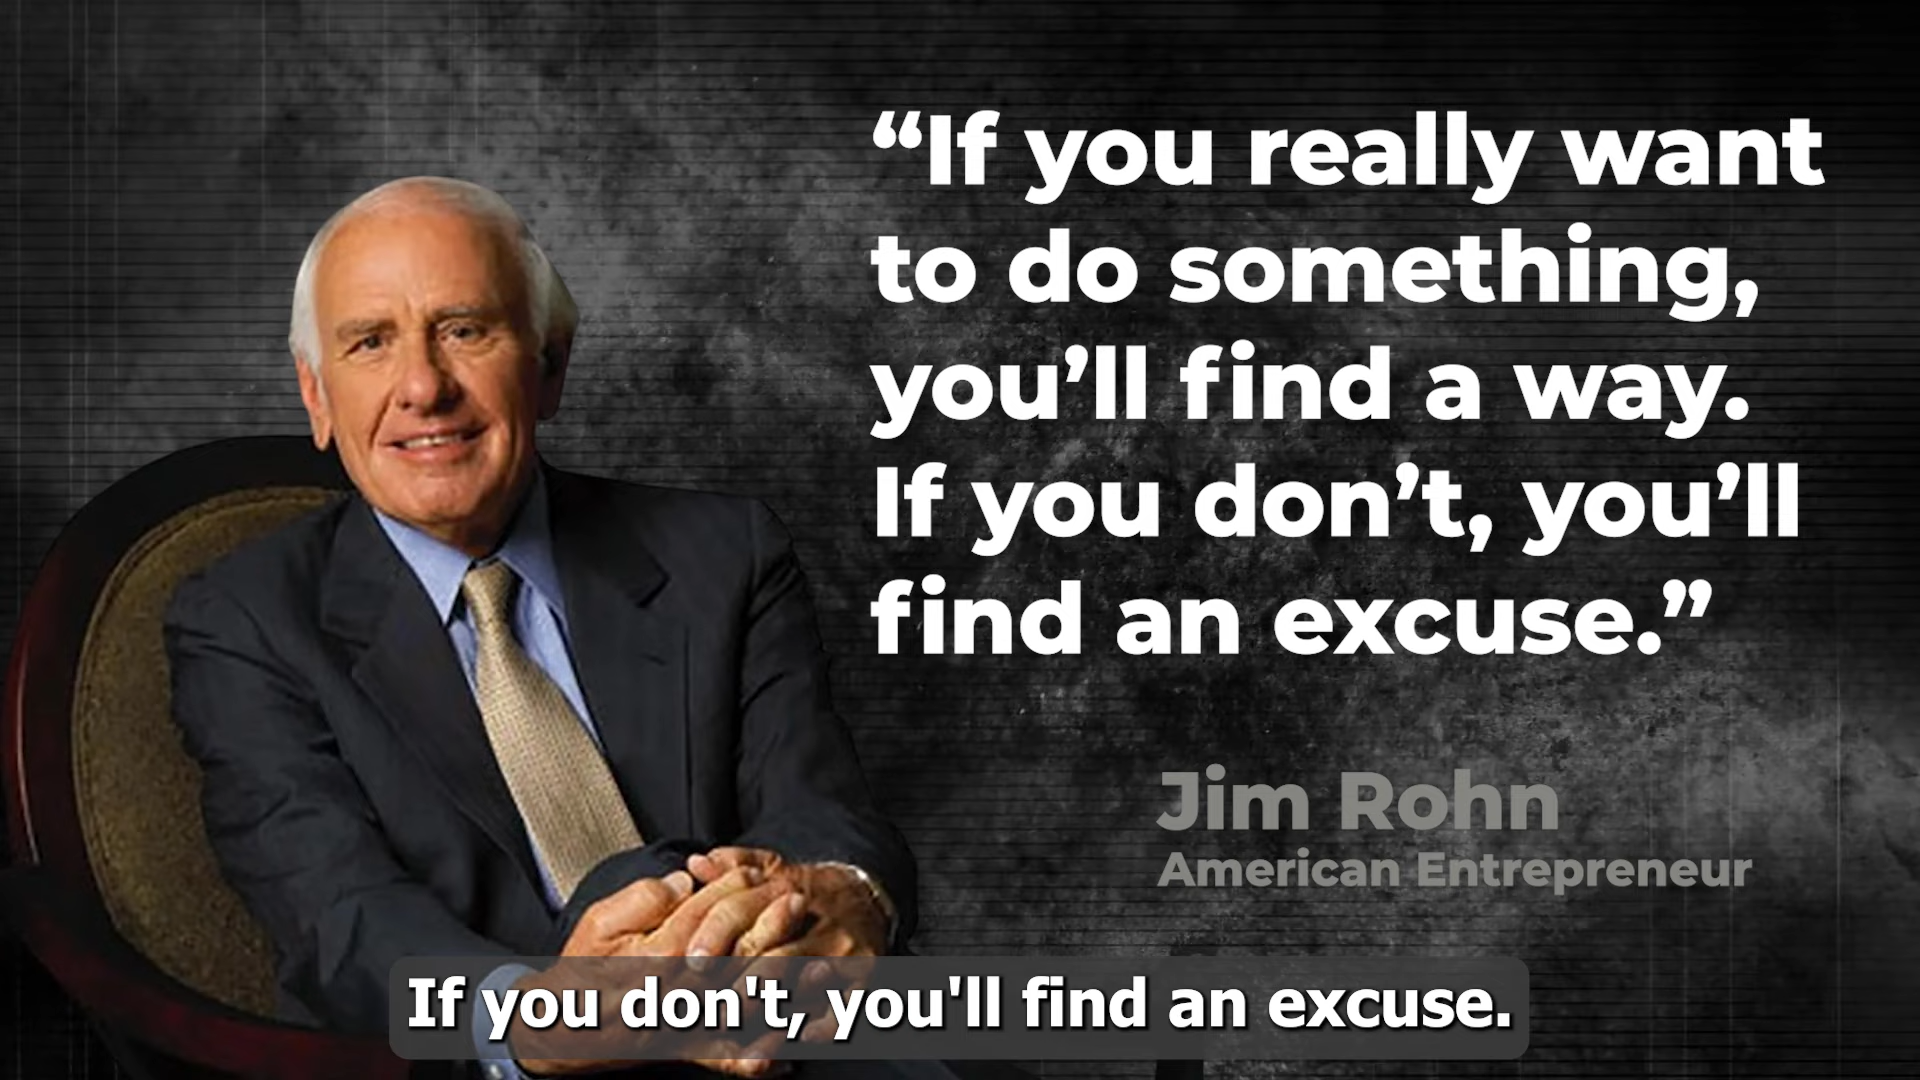 “If you really want
to do something,
you’ll find a way.
If you don’t, you’ll
find an excuse.”
Jim Rohn
American Entrepreneur
If you don't, you'll find an excuse.